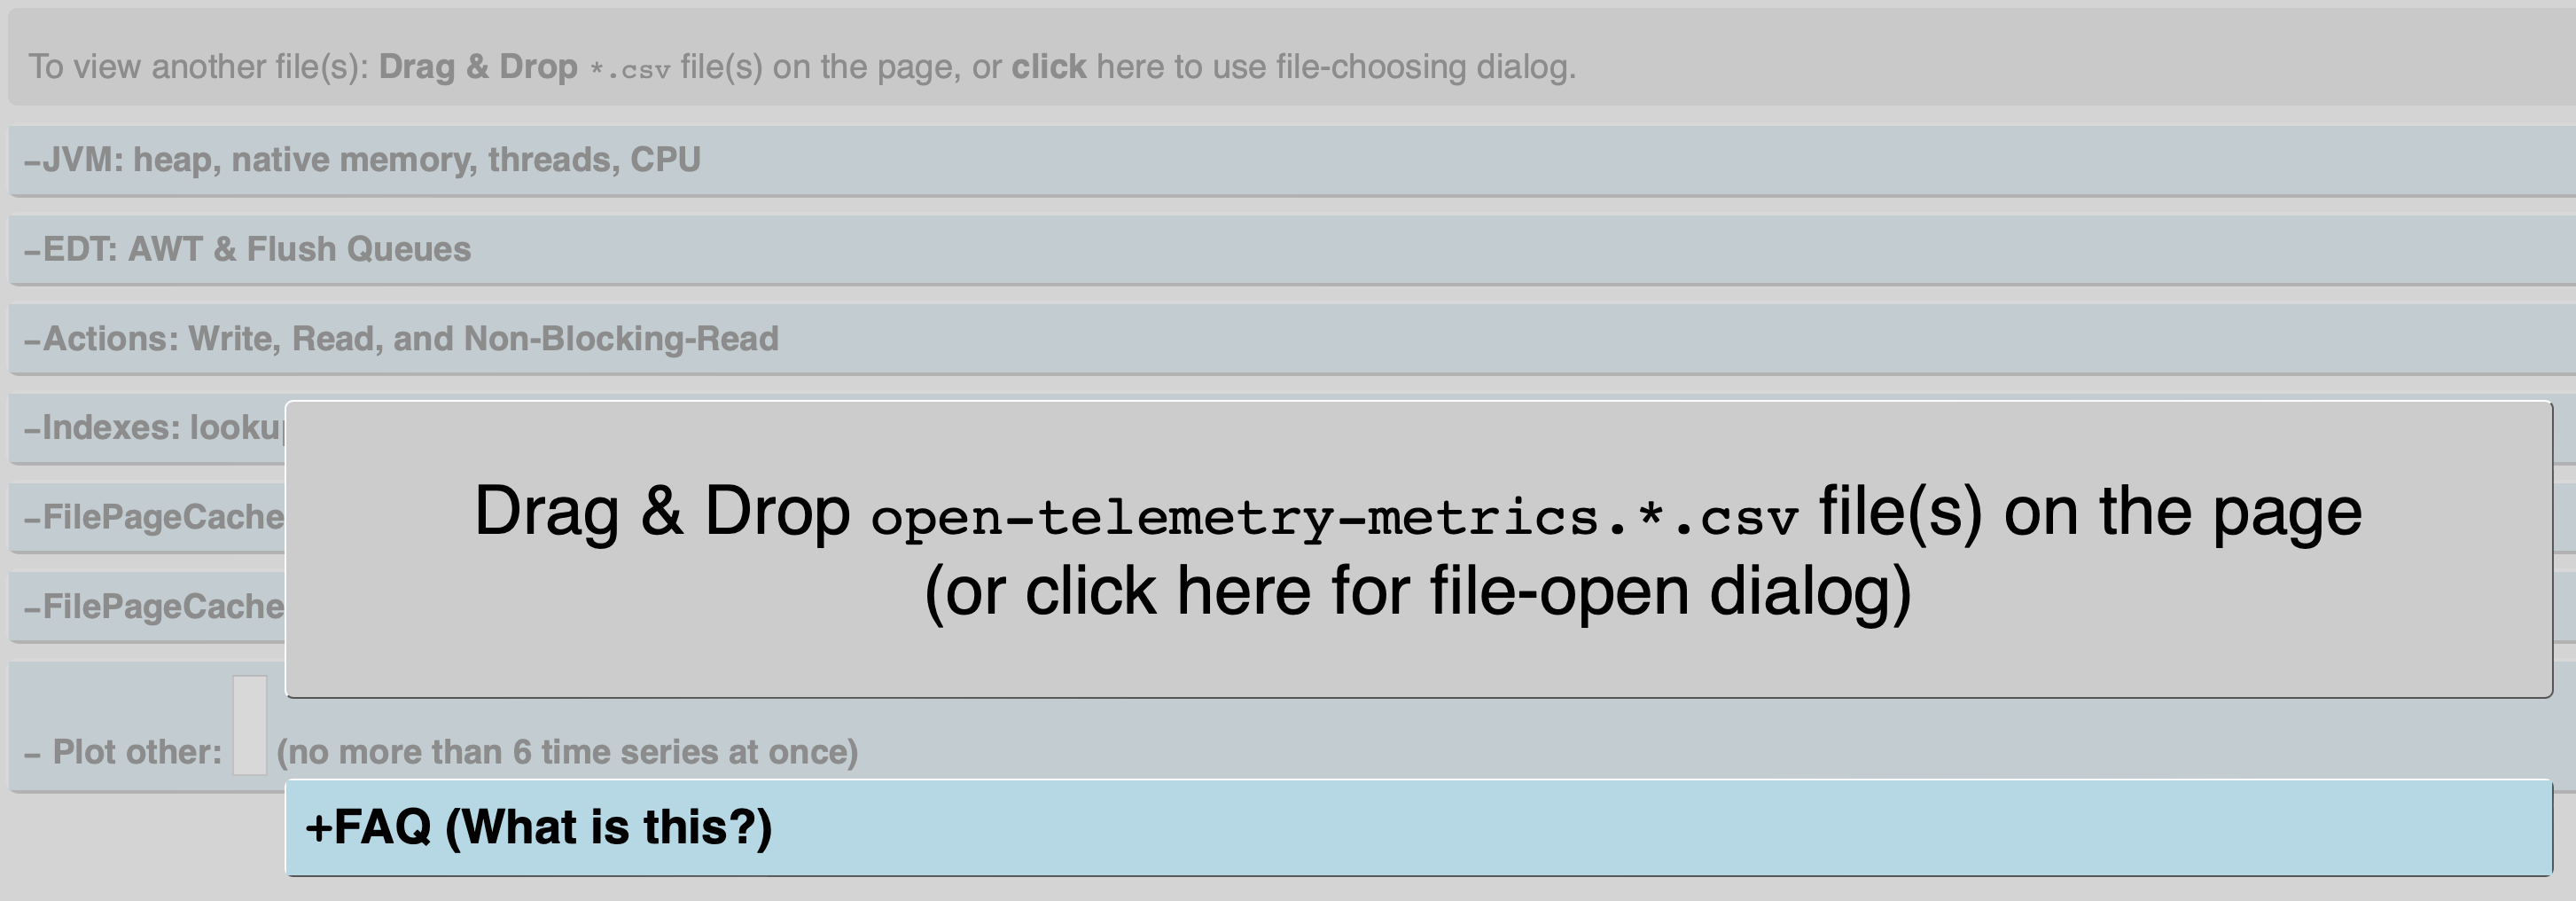 To view another file(s): Drag & Drop *.csv file(s) on the page, or click here to use file-choosing dialog.
–JVM: heap, native memory, threads, CPU
–EDT: AWT & Flush Queues
–Actions: Write, Read, and Non-Blocking-Read
–Indexes: lookup
–FilePageCache
–FilePageCache
Drag & Drop open-telemetry-metrics.*.csv file(s) on the page
(or click here for file-open dialog)
– Plot other: (no more than 6 time series at once)
+FAQ (What is this?)